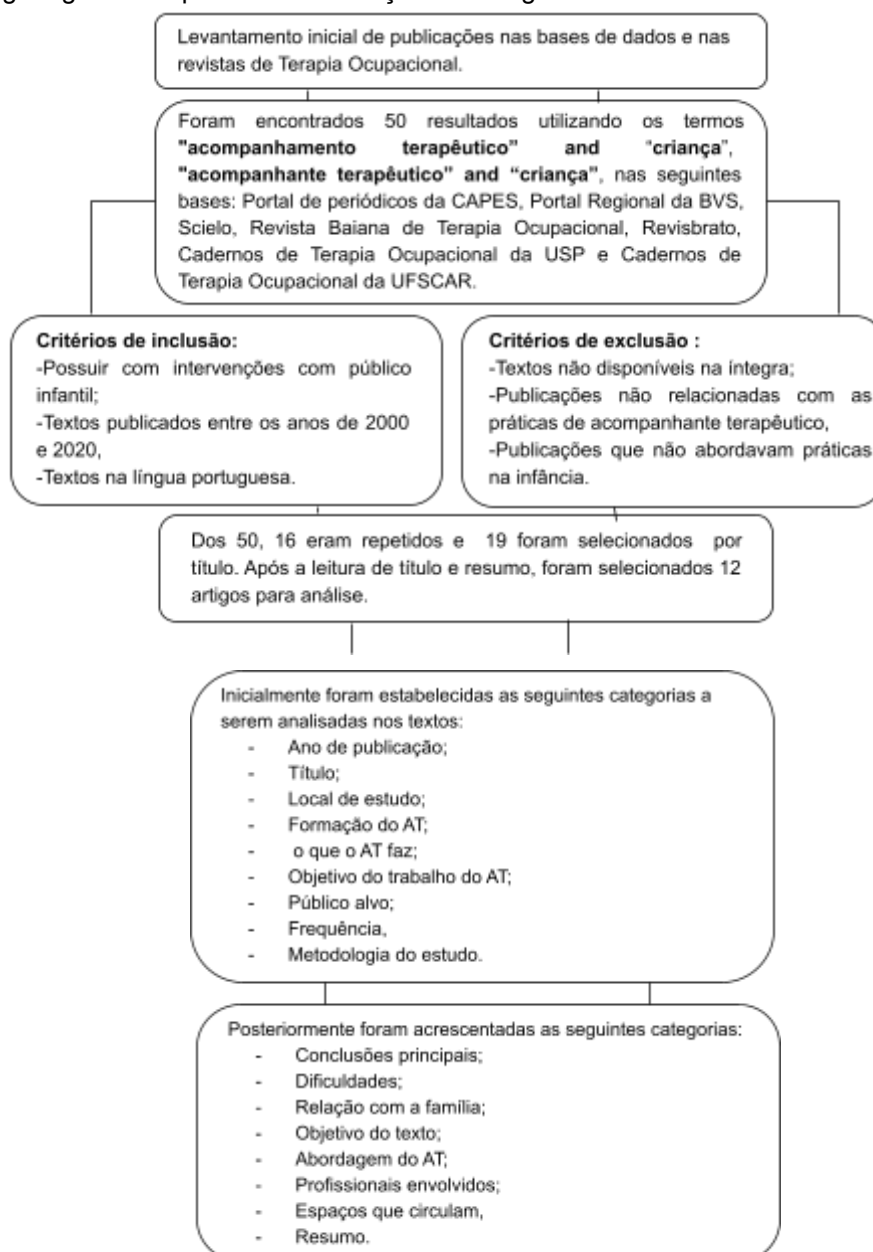 Levantamento inicial de publicações nas bases de dados e nas
revistas de Terapia Ocupacional.
Foram encontrados 50 resultados utilizando os termos
"acompanhamento terapêutico" and "criança",
"acompanhante terapêutico" and "criança", nas seguintes
bases: Portal de periódicos da CAPES, Portal Regional da BVS,
Scielo, Revista Baiana de Terapia Ocupacional, Revisbrato,
Cadernos de Terapia Ocupacional da USP e Cadernos de
Terapia Ocupacional da UFSCAR.
Critérios de inclusão:
-Possuir com intervenções com público
infantil;
-Textos publicados entre os anos de 2000
e 2020,
-Textos na língua portuguesa.
Critérios de exclusão :
-Textos não disponíveis na íntegra;
-Publicações não relacionadas com as
práticas de acompanhante terapêutico,
-Publicações que não abordavam práticas
na infância.
Dos 50, 16 eram repetidos e 19 foram selecionados por
título. Após a leitura de título e resumo, foram selecionados 12
artigos para análise.
Inicialmente foram estabelecidas as seguintes categorias a
serem analisadas nos textos:
- Ano de publicação;
- Título;
- Local de estudo;
- Formação do AT;
- o que o AT faz;
- Objetivo do trabalho do AT;
- Público alvo;
- Frequência,
- Metodologia do estudo.
Posteriormente foram acrescentadas as seguintes categorias:
- Conclusões principais;
- Dificuldades;
- Relação com a família;
- Objetivo do texto;
- Abordagem do AT;
- Profissionais envolvidos;
- Espaços que circulam,
- Resumo.